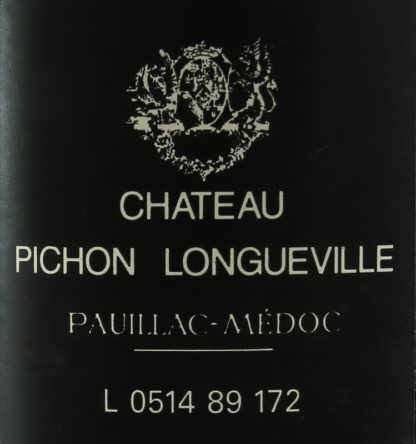 CHATEAU
PICHON LONGUEVILLE
PAUILLAC-MÉDOC
L 0514 89 172